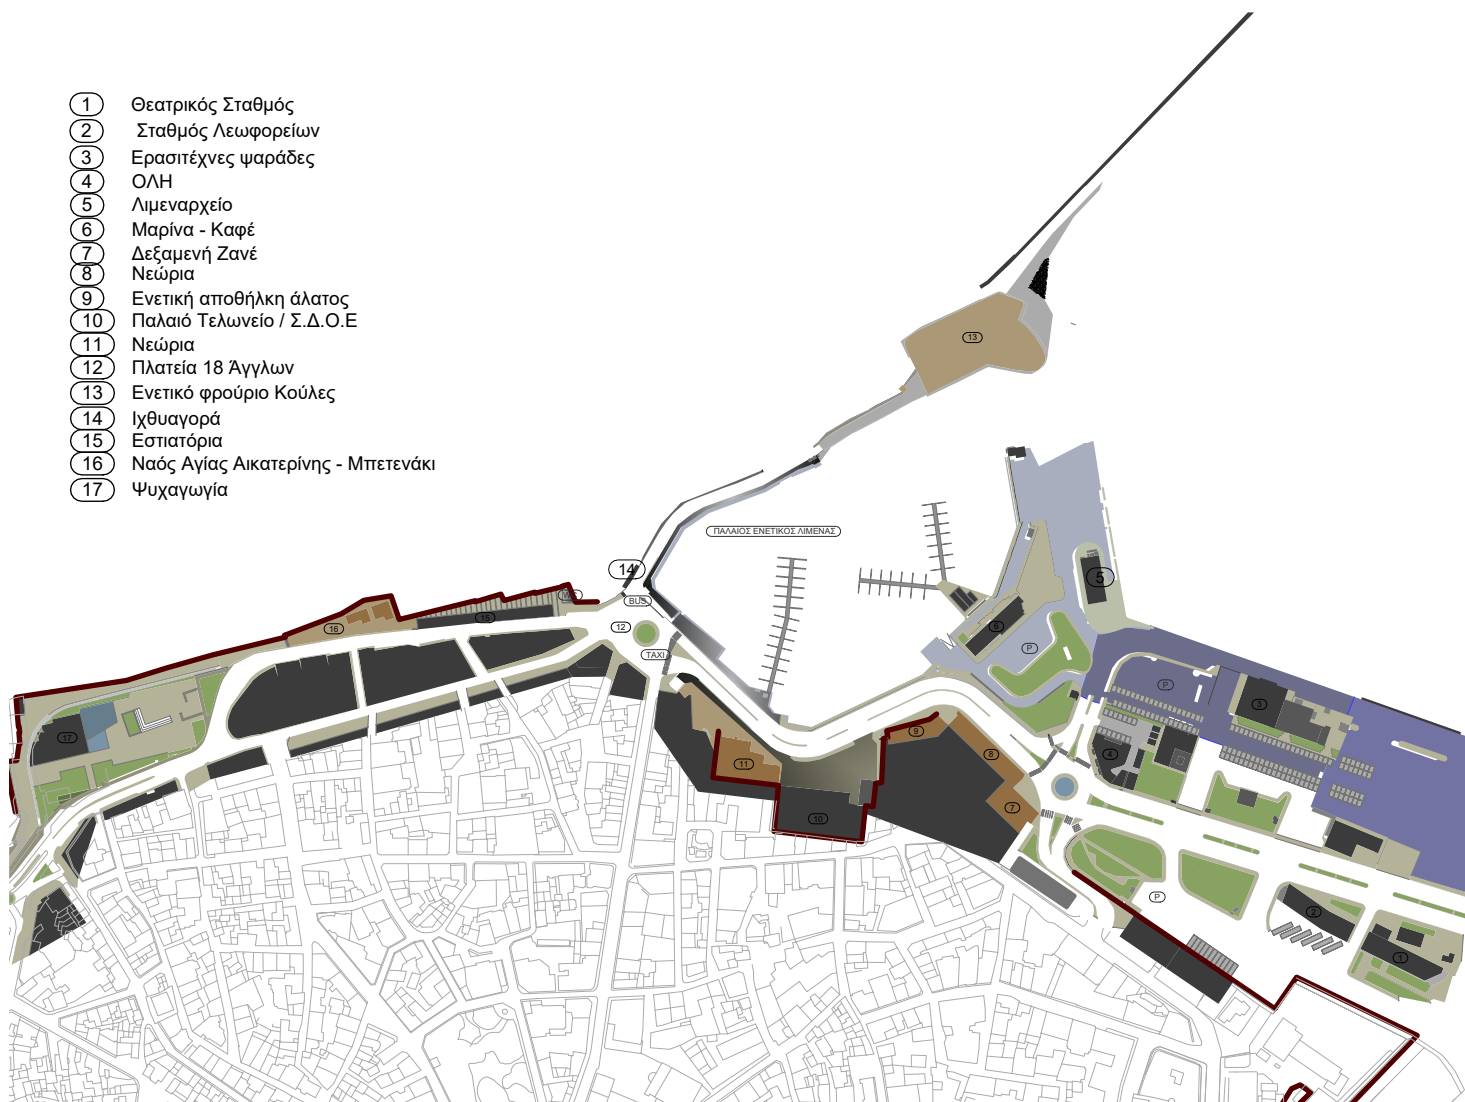 1 Θεατρικός Σταθμός
2 Σταθμός Λεωφορείων
3 Ερασιτέχνες ψαράδες
4 ΟΛΗ
5 Λιμεναρχείο
6 Μαρίνα - Καφέ
7 Δεξαμενή Ζανέ
8 Νεώρια
9 Ενετική αποθήλκη άλατος
10 Παλαιό Τελωνείο / Σ.Δ.Ο.Ε
11 Νεώρια
12 Πλατεία 18 Άγγλων
13 Ενετικό φρούριο Κούλες
14 Ιχθυαγορά
15 Εστιατόρια
16 Ναός Αγίας Αικατερίνης - Μπετενάκι
17 Ψυχαγωγία
13
ΠΑΛΑΙΟΣ ΕΝΕΤΙΚΟΣ ΛΙΜΕΝΑΣ
14
5
WC
BUS
15
16
12
6
P
TAXI
P
3
17
9
8
4
11
7
10
P
2
1